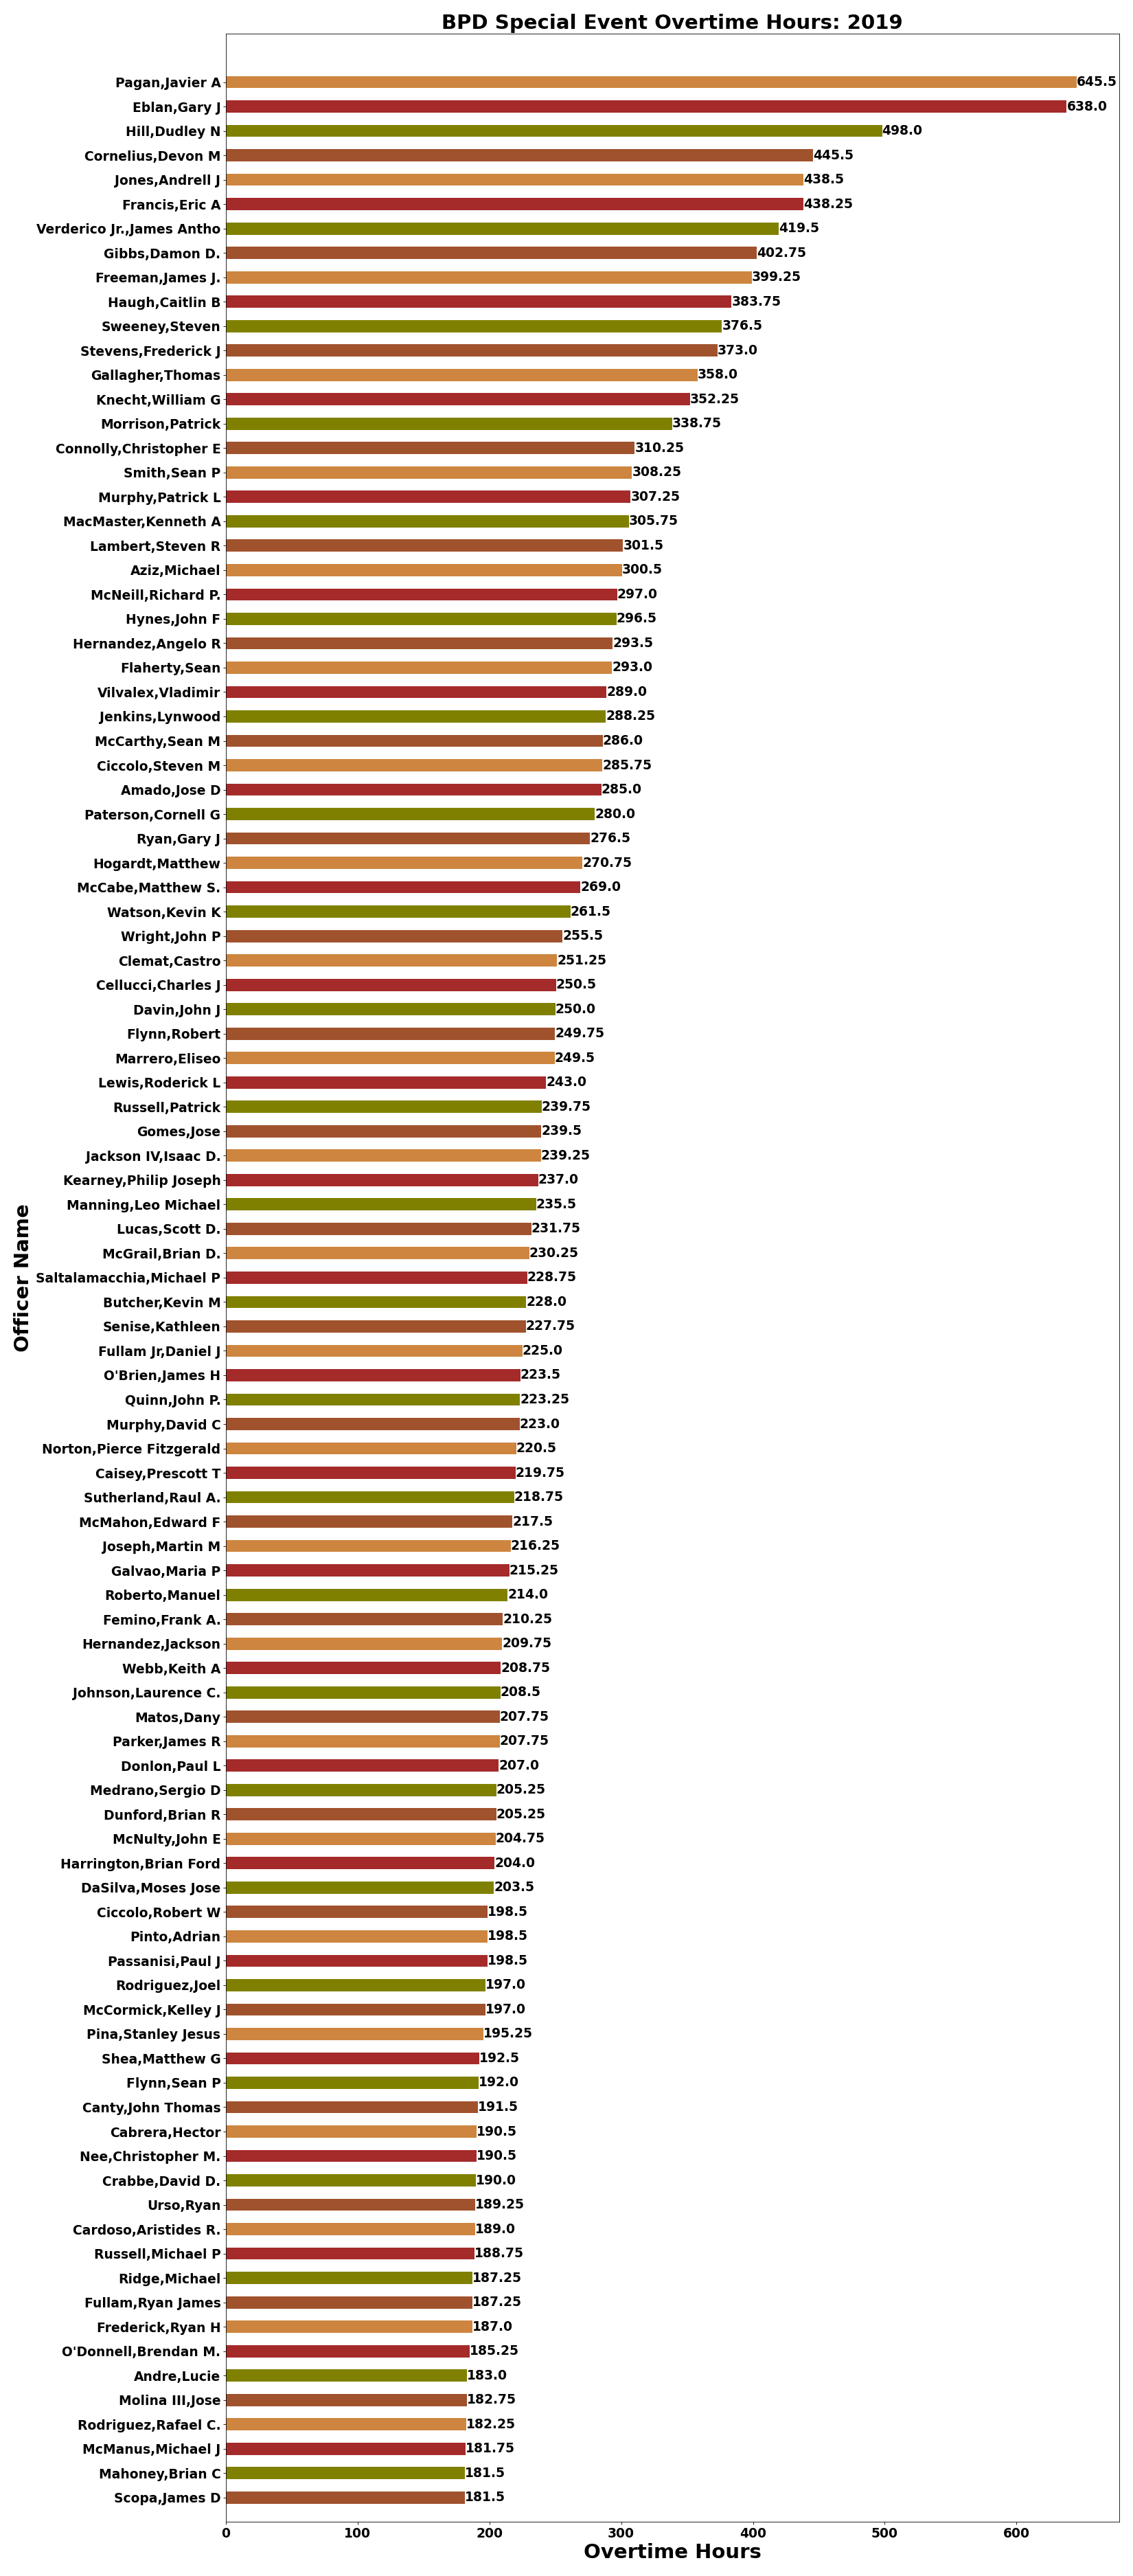 BPD Special Event Overtime Hours: 2019
Pagan,Javier A 645.5
Eblan,Gary J 638.0
Hill,Dudley N 498.0
Cornelius,Devon M 445.5
Jones,Andrell J 438.5
Francis,Eric A 438.25
Verderico Jr.,James Antho 419.5
Gibbs,Damon D. 402.75
Freeman,James J. 399.25
Haugh,Caitlin B 383.75
Sweeney,Steven 376.5
Stevens,Frederick J 373.0
Gallagher,Thomas 358.0
Knecht,William G 352.25
Morrison,Patrick 338.75
Connolly,Christopher E 310.25
Smith,Sean P 308.25
Murphy,Patrick L 307.25
MacMaster,Kenneth A 305.75
Lambert,Steven R 301.5
Aziz,Michael 300.5
McNeill,Richard P. 297.0
Hynes,John F 296.5
Hernandez,Angelo R 293.5
Flaherty,Sean 293.0
Vilvalex,Vladimir 289.0
Jenkins,Lynwood 288.25
McCarthy,Sean M 286.0
Ciccolo,Steven M 285.75
Amado,Jose D 285.0
Paterson,Cornell G 280.0
Ryan,Gary J 276.5
Hogardt,Matthew 270.75
McCabe,Matthew S. 269.0
Watson,Kevin K 261.5
Wright,John P 255.5
Clemat,Castro 251.25
Cellucci,Charles J 250.5
Davin,John J 250.0
Flynn,Robert 249.75
Marrero,Eliseo 249.5
Lewis,Roderick L 243.0
Russell,Patrick 239.75
Gomes,Jose 239.5
Jackson IV,Isaac D. 239.25
Kearney,Philip Joseph 237.0
Manning,Leo Michael 235.5
Lucas,Scott D. 231.75
McGrail,Brian D. 230.25
Saltalamacchia,Michael P 228.75
Butcher,Kevin M 228.0
Senise,Kathleen 227.75
Fullam Jr,Daniel J 225.0
O'Brien,James H 223.5
Quinn,John P. 223.25
Murphy,David C 223.0
Norton,Pierce Fitzgerald 220.5
Caisey,Prescott T 219.75
Sutherland,Raul A. 218.75
McMahon,Edward F 217.5
Joseph,Martin M 216.25
Galvao,Maria P 215.25
Roberto,Manuel 214.0
Femino,Frank A. 210.25
Hernandez,Jackson 209.75
Webb,Keith A 208.75
Johnson,Laurence C. 208.5
Matos,Dany 207.75
Parker,James R 207.75
Donlon,Paul L 207.0
Medrano,Sergio D 205.25
Dunford,Brian R 205.25
McNulty,John E 204.75
Harrington,Brian Ford 204.0
DaSilva,Moses Jose 203.5
Ciccolo,Robert W 198.5
Pinto,Adrian 198.5
Passanisi,Paul J 198.5
Rodriguez,Joel 197.0
McCormick,Kelley J 197.0
Pina,Stanley Jesus 195.25
Shea,Matthew G 192.5
Flynn,Sean P 192.0
Canty,John Thomas 191.5
Cabrera,Hector 190.5
Nee,Christopher M. 190.5
Crabbe,David D. 190.0
Urso,Ryan 189.25
Cardoso,Aristides R. 189.0
Russell,Michael P 188.75
Ridge,Michael 187.25
Fullam,Ryan James 187.25
Frederick,Ryan H 187.0
O'Donnell,Brendan M. 185.25
Andre,Lucie 183.0
Molina III,Jose 182.75
Rodriguez,Rafael C. 182.25
McManus,Michael J 181.75
Mahoney,Brian C 181.5
Scopa,James D 181.5
Officer Name
0 100 200 300 400 500 600
Overtime Hours